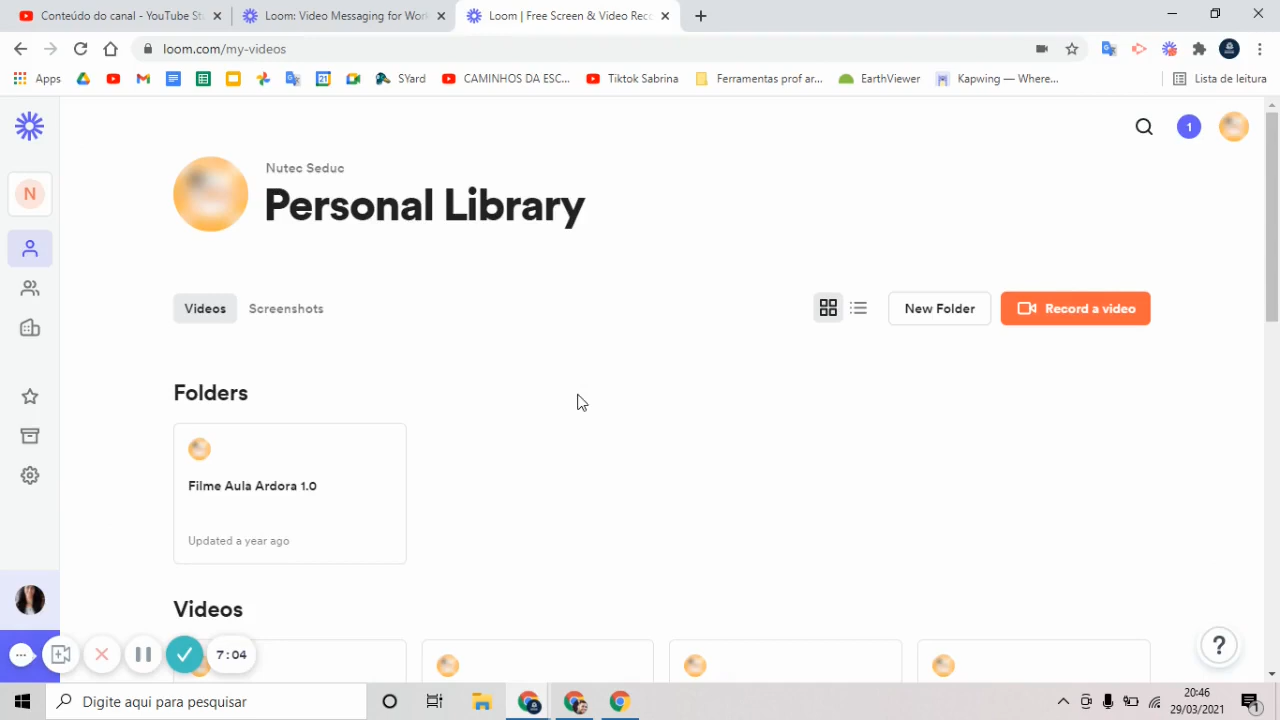 Conteúdo do canal - YouTube St
Loom: Video Messaging for Wor
Loom | Free Screen & Video Reco
loom.com/my-videos
Apps
SYard
CAMINHOS DA ESC...
Tiktok Sabrina
Ferramentas prof ar...
EarthViewer
Kapwing — Where...
Lista de leitura
N
1
Nutec Seduc
Personal Library
Videos
Screenshots
New Folder
Record a video
Folders
Filme Aula Ardora 1.0
Updated a year ago
Videos
7:04
?
Digite aqui para pesquisar
20:46
29/03/2021